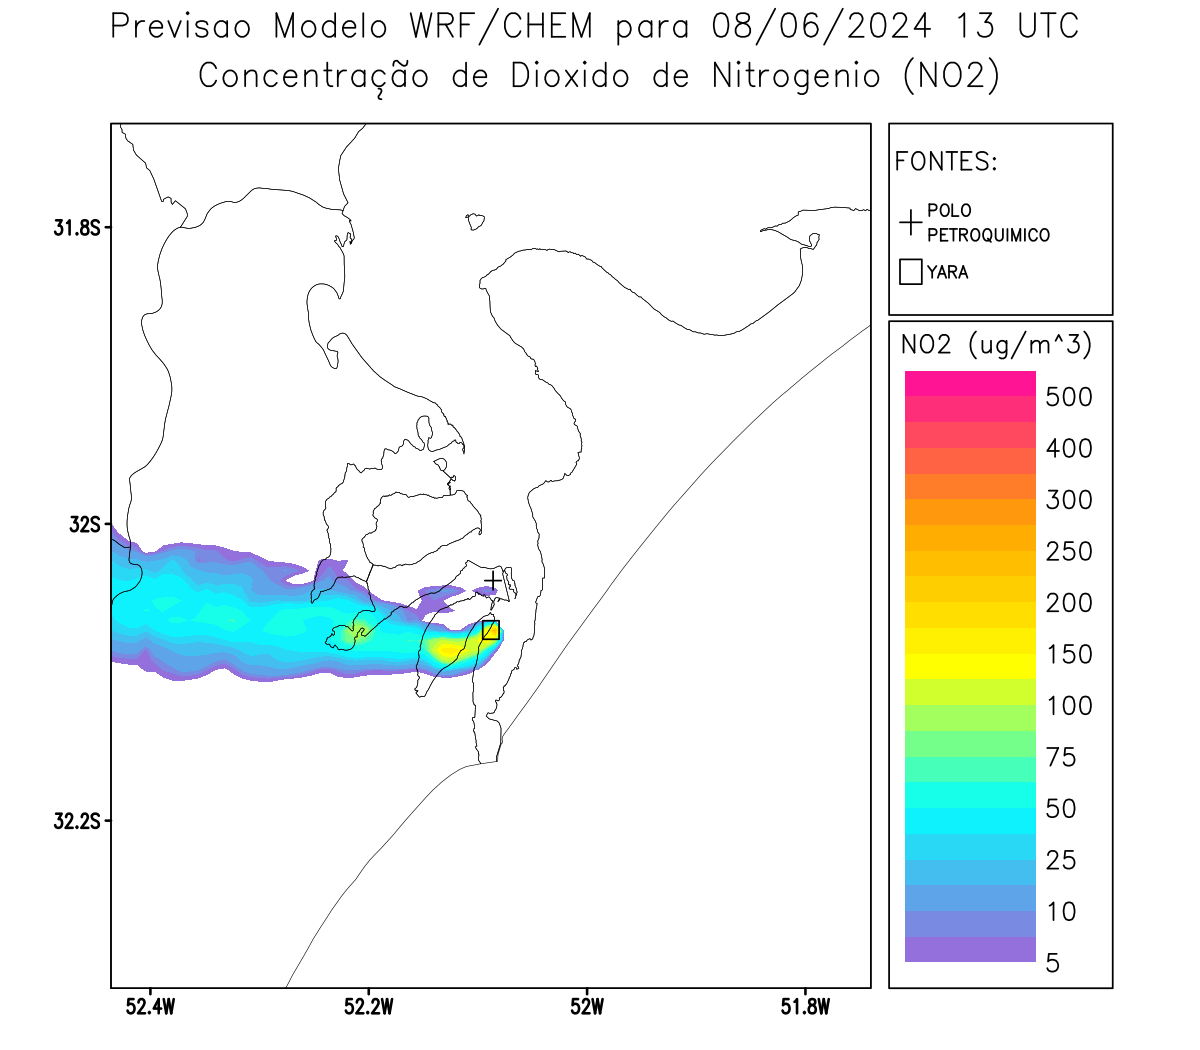 Previsao Modelo WRF/CHEM para 08/06/2024 13 UTC
Concentração de Dioxido de Nitrogenio (NO2)
FONTES:
POLO
PETROQUIMICO
YARA
NO2 (ug/m^3)
500
400
300
250
200
150
100
75
50
25
10
5
31.8S
32S
32.2S
52.4W
52.2W
52W
51.8W